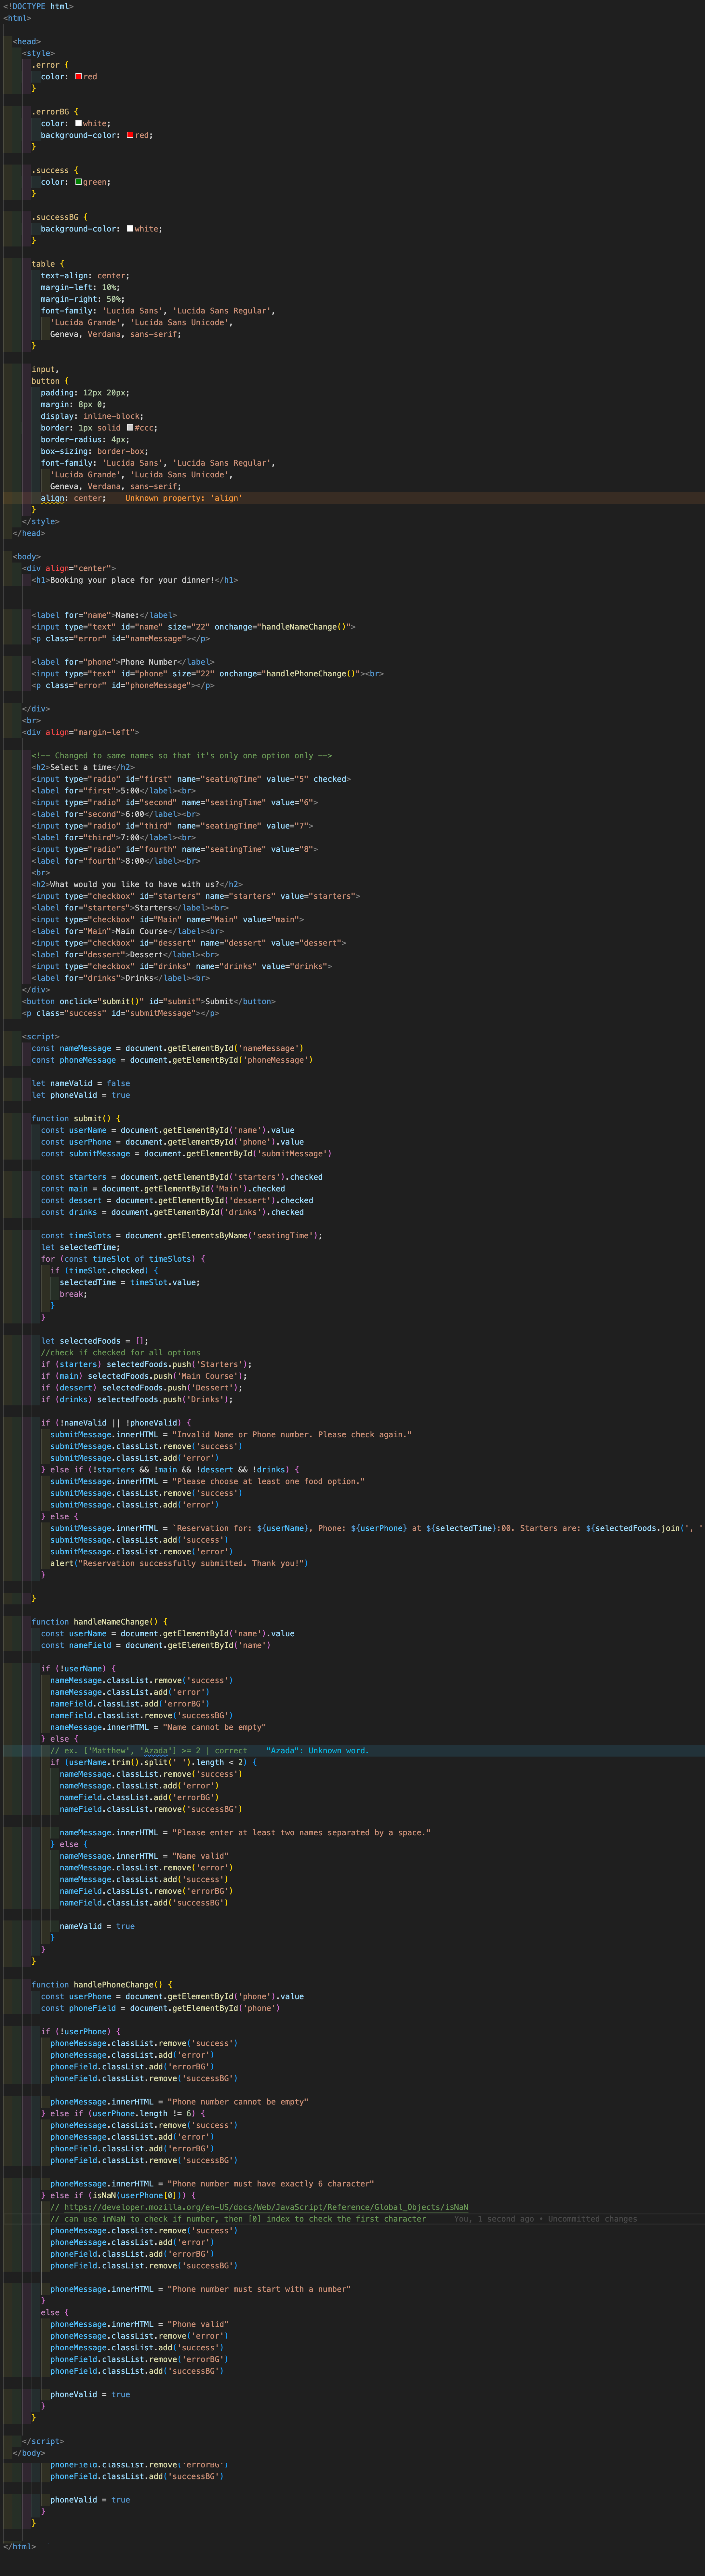 <!DOCTYPE html>
<html>
<head>
<style>
.error {
color: red
}
.errorBG {
color: white;
background-color: red;
}
.success {
color: green;
}
.successBG {
background-color: white;
}
table {
text-align: center;
margin-left: 10%;
margin-right: 50%;
font-family: 'Lucida Sans', 'Lucida Sans Regular',
'Lucida Grande', 'Lucida Sans Unicode',
Geneva, Verdana, sans-serif;
}
input,
button {
padding: 12px 20px;
margin: 8px 0;
display: inline-block;
border: 1px solid #ccc;
border-radius: 4px;
box-sizing: border-box;
font-family: 'Lucida Sans', 'Lucida Sans Regular',
'Lucida Grande', 'Lucida Sans Unicode',
Geneva, Verdana, sans-serif;
align: center; Unknown property: 'align'
}
</style>
</head>
<body>
<div align="center">
<h1>Booking your place for your dinner!</h1>
<label for="name">Name:</label>
<input type="text" id="name" size="22" onchange="handleNameChange()">
<p class="error" id="nameMessage"></p>
<label for="phone">Phone Number</label>
<input type="text" id="phone" size="22" onchange="handlePhoneChange()"><br>
<p class="error" id="phoneMessage"></p>
</div>
<br>
<div align="margin-left">
<!-- Changed to same names so that it's only one option only -->
<h2>Select a time</h2>
<input type="radio" id="first" name="seatingTime" value="5" checked>
<label for="first">5:00</label><br>
<input type="radio" id="second" name="seatingTime" value="6">
<label for="second">6:00</label><br>
<input type="radio" id="third" name="seatingTime" value="7">
<label for="third">7:00</label><br>
<input type="radio" id="fourth" name="seatingTime" value="8">
<label for="fourth">8:00</label><br>
<br>
<h2>What would you like to have with us?</h2>
<input type="checkbox" id="starters" name="starters" value="starters">
<label for="starters">Starters</label><br>
<input type="checkbox" id="Main" name="Main" value="main">
<label for="Main">Main Course</label><br>
<input type="checkbox" id="dessert" name="dessert" value="dessert">
<label for="dessert">Dessert</label><br>
<input type="checkbox" id="drinks" name="drinks" value="drinks">
<label for="drinks">Drinks</label><br>
</div>
<button onclick="submit()" id="submit">Submit</button>
<p class="success" id="submitMessage"></p>
<script>
const nameMessage = document.getElementById('nameMessage')
const phoneMessage = document.getElementById('phoneMessage')
let nameValid = false
let phoneValid = true
function submit() {
const userName = document.getElementById('name').value
const userPhone = document.getElementById('phone').value
const submitMessage = document.getElementById('submitMessage')
const starters = document.getElementById('starters').checked
const main = document.getElementById('Main').checked
const dessert = document.getElementById('dessert').checked
const drinks = document.getElementById('drinks').checked
const timeSlots = document.getElementsByName('seatingTime');
let selectedTime;
for (const timeSlot of timeSlots) {
if (timeSlot.checked) {
selectedTime = timeSlot.value;
break;
}
}
let selectedFoods = [];
//check if checked for all options
if (starters) selectedFoods.push('Starters');
if (main) selectedFoods.push('Main Course');
if (dessert) selectedFoods.push('Dessert');
if (drinks) selectedFoods.push('Drinks');
if (!nameValid || !phoneValid) {
submitMessage.innerHTML = "Invalid Name or Phone number. Please check again."
submitMessage.classList.remove('success')
submitMessage.classList.add('error')
} else if (!starters && !main && !dessert && !drinks) {
submitMessage.innerHTML = "Please choose at least one food option."
submitMessage.classList.remove('success')
submitMessage.classList.add('error')
} else {
submitMessage.innerHTML = `Reservation for: ${userName}, Phone: ${userPhone} at ${selectedTime}:00. Starters are: ${selectedFoods.join(', '
submitMessage.classList.add('success')
submitMessage.classList.remove('error')
alert("Reservation successfully submitted. Thank you!")
}
}
function handleNameChange() {
const userName = document.getElementById('name').value
const nameField = document.getElementById('name')
if (!userName) {
nameMessage.classList.remove('success')
nameMessage.classList.add('error')
nameField.classList.add('errorBG')
nameField.classList.remove('successBG')
nameMessage.innerHTML = "Name cannot be empty"
} else {
// ex. ['Matthew', 'Azada'] >= 2 | correct "Azada": Unknown word.
if (userName.trim().split(' ').length < 2) {
nameMessage.classList.remove('success')
nameMessage.classList.add('error')
nameField.classList.add('errorBG')
nameField.classList.remove('successBG')
nameMessage.innerHTML = "Please enter at least two names separated by a space."
} else {
nameMessage.innerHTML = "Name valid"
nameMessage.classList.remove('error')
nameMessage.classList.add('success')
nameField.classList.remove('errorBG')
nameField.classList.add('successBG')
nameValid = true
}
}
}
function handlePhoneChange() {
const userPhone = document.getElementById('phone').value
const phoneField = document.getElementById('phone')
if (!userPhone) {
phoneMessage.classList.remove('success')
phoneMessage.classList.add('error')
phoneField.classList.add('errorBG')
phoneField.classList.remove('successBG')
phoneMessage.innerHTML = "Phone number cannot be empty"
} else if (userPhone.length != 6) {
phoneMessage.classList.remove('success')
phoneMessage.classList.add('error')
phoneField.classList.add('errorBG')
phoneField.classList.remove('successBG')
phoneMessage.innerHTML = "Phone number must have exactly 6 character"
} else if (isNaN(userPhone[0])) {
// https://developer.mozilla.org/en-US/docs/Web/JavaScript/Reference/Global_Objects/isNaN
// can use inNaN to check if number, then [0] index to check the first character You, 1 second ago • Uncommitted changes
phoneMessage.classList.remove('success')
phoneMessage.classList.add('error')
phoneField.classList.add('errorBG')
phoneField.classList.remove('successBG')
phoneMessage.innerHTML = "Phone number must start with a number"
}
else {
phoneMessage.innerHTML = "Phone valid"
phoneMessage.classList.remove('error')
phoneMessage.classList.add('success')
phoneField.classList.remove('errorBG')
phoneField.classList.add('successBG')
phoneValid = true
}
}
</script>
</body>
phoneField.classList.remove('errorBG')
phoneField.classList.add('successBG')
phoneValid = true
}
}
</html>